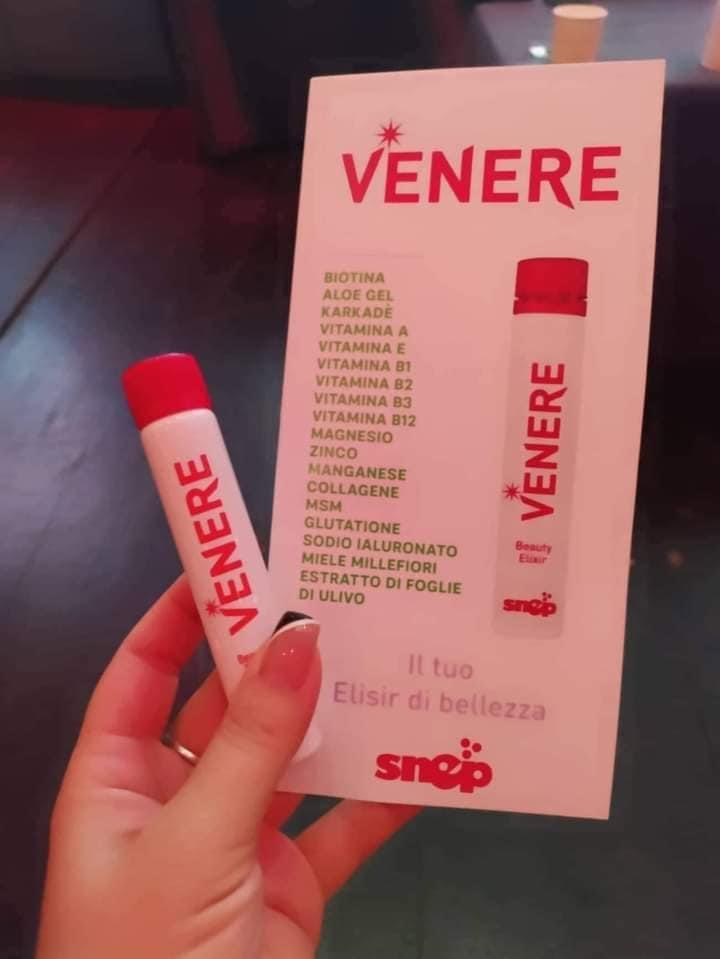 VENERE
BIOTINA
ALOE GEL
KARKADÈ
VITAMINA A
VITAMINA E
VITAMINA B1
VITAMINA B2
VITAMINA B3
VITAMINA B12
MAGNESIO
ZINCO
MANGANESE
COLLAGENE
MSM
GLUTATIONE
SODIO IALURONATO
MIELE MILLEFIORI
ESTRATTO DI FOGLIE
DI ULIVO
VENERE
Beauty
Elixir
snep
Il tuo
Elisir di bellezza
snep
VENERE